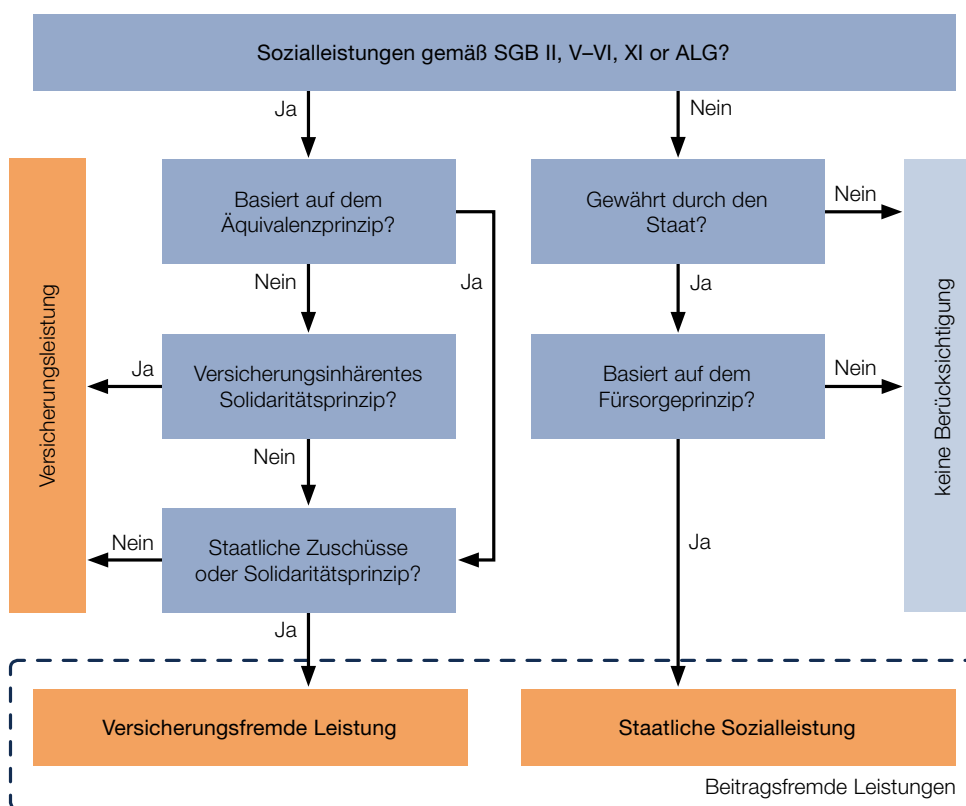 Sozialleistungen gemäß SGB II, V–VI, XI or ALG?
Ja
Nein
Basiert auf dem
Äquivalenzprinzip?
Gewährt durch den
Staat?
Nein
Nein
Ja
Ja
Versicherungsleistung
Ja
Versicherungsinhärentes
Solidaritätsprinzip?
Basiert auf dem
Fürsorgeprinzip?
Nein
keine Berücksichtigung
Nein
Nein
Staatliche Zuschüsse
oder Solidaritätsprinzip?
Ja
Ja
Versicherungsfremde Leistung
Staatliche Sozialleistung
Beitragsfremde Leistungen